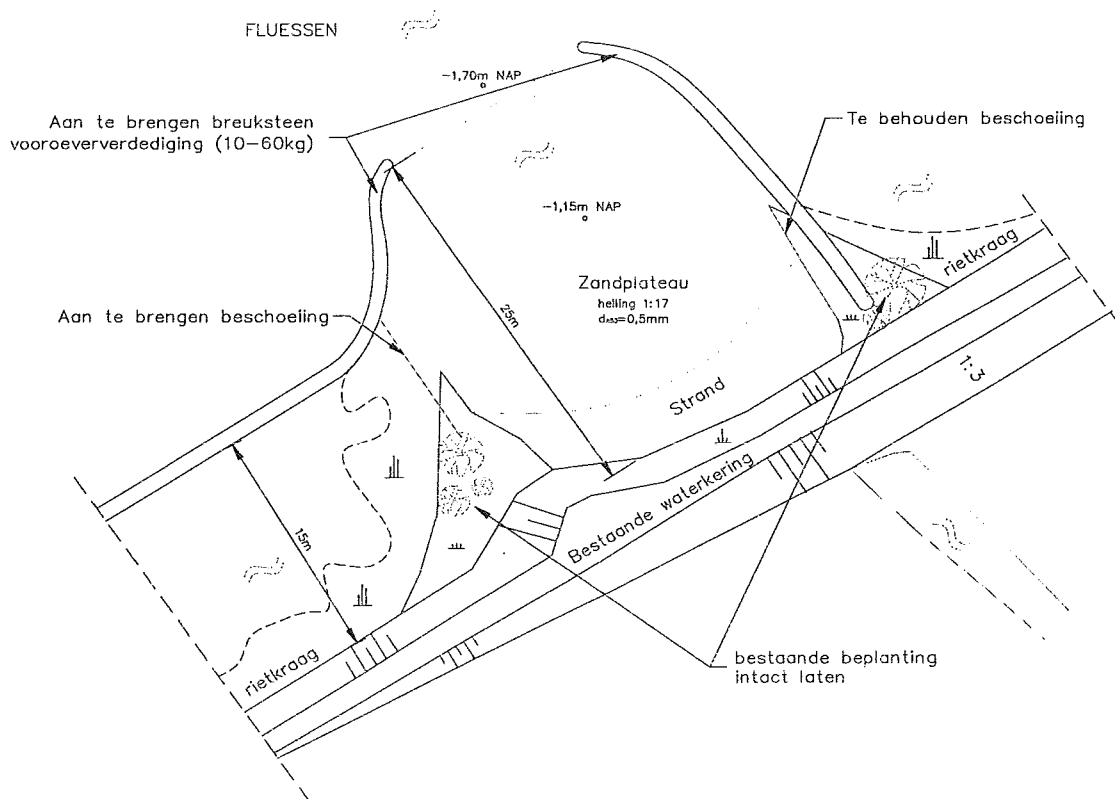 FLUESSEN
-1,70m NAP
Aan te brengen breuksteen
vooroeververdediging (10-60kg)
Te behouden beschoeiing
-1,15m NAP
rietkraag
Zandplateau
helling 1:17
=0,5mm
Aan te brengen beschoeiing
25m
1:3
Strand
Bestaande waterkering
15m
rietkraag
bestaande beplanting
intact laten